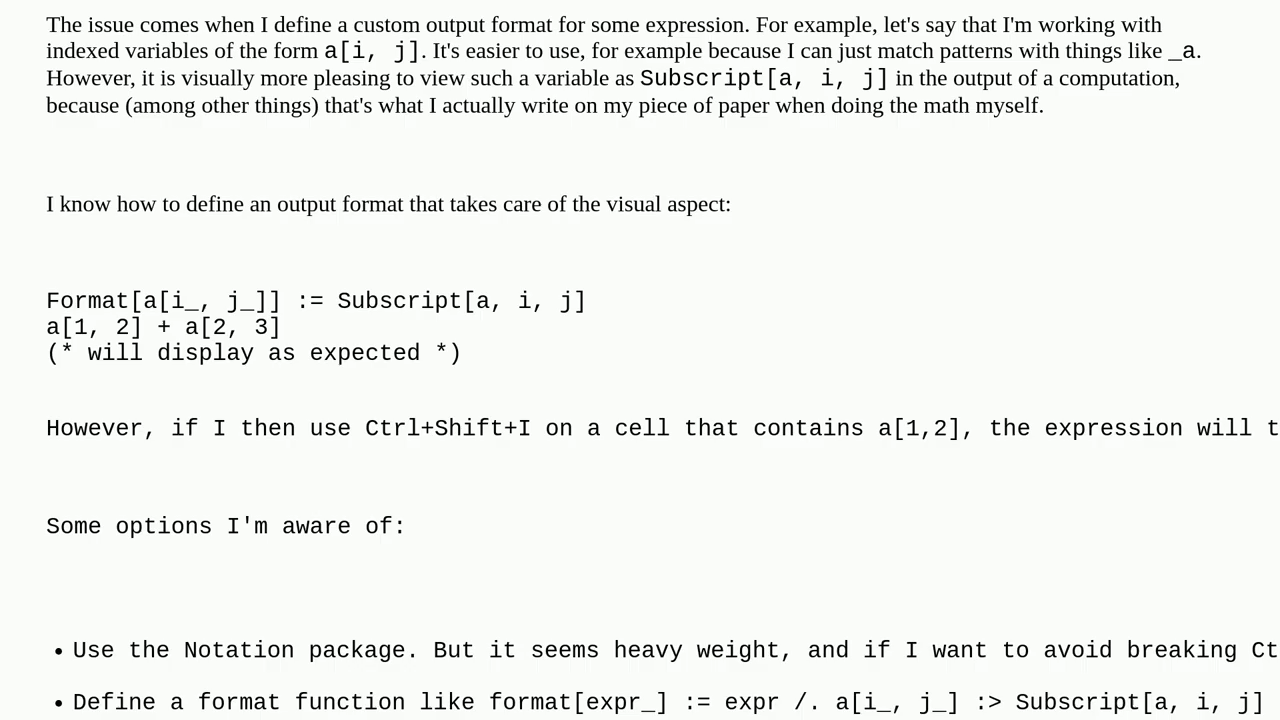 The issue comes when I define a custom output format for some expression. For example, let's say that I'm working with
indexed variables of the form a[i, j]. It's easier to use, for example because I can just match patterns with things like _a.
However, it is visually more pleasing to view such a variable as Subscript[a, i, j] in the output of a computation,
because (among other things) that's what I actually write on my piece of paper when doing the math myself.
I know how to define an output format that takes care of the visual aspect:
Format[a[i_, j_]] := Subscript[a, i, j]
a[1, 2] + a[2, 3]
(* will display as expected *)
However, if I then use Ctrl+Shift+I on a cell that contains a[1,2], the expression will t
Some options I'm aware of:
• Use the Notation package. But it seems heavy weight, and if I want to avoid breaking Ct
• Define a format function like format[expr_] := expr /. a[i_, j_] :> Subscript[a, i, j]